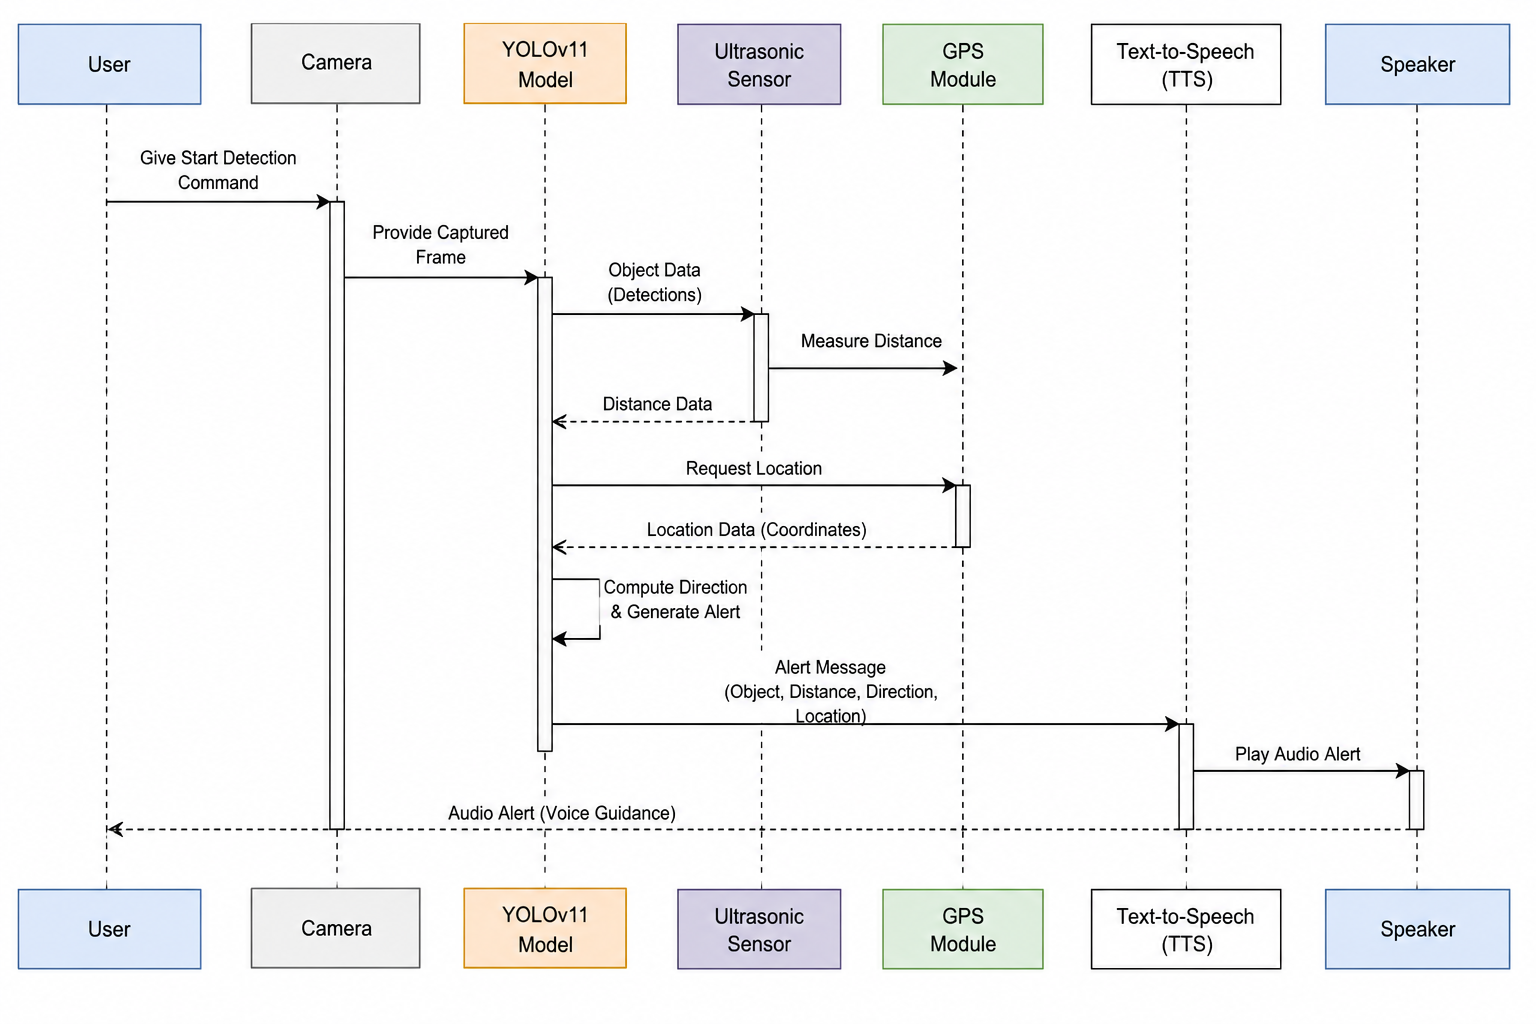 User
Camera
YOLOv11
Model
Ultrasonic
Sensor
GPS
Module
Text-to-Speech
(TTS)
Speaker
Give Start Detection
Command
Provide Captured
Frame
Object Data
(Detections)
Measure Distance
Distance Data
Request Location
Location Data (Coordinates)
Compute Direction
& Generate Alert
Alert Message
(Object, Distance, Direction,
Location)
Play Audio Alert
Audio Alert (Voice Guidance)
User
Camera
YOLOv11
Model
Ultrasonic
Sensor
GPS
Module
Text-to-Speech
(TTS)
Speaker